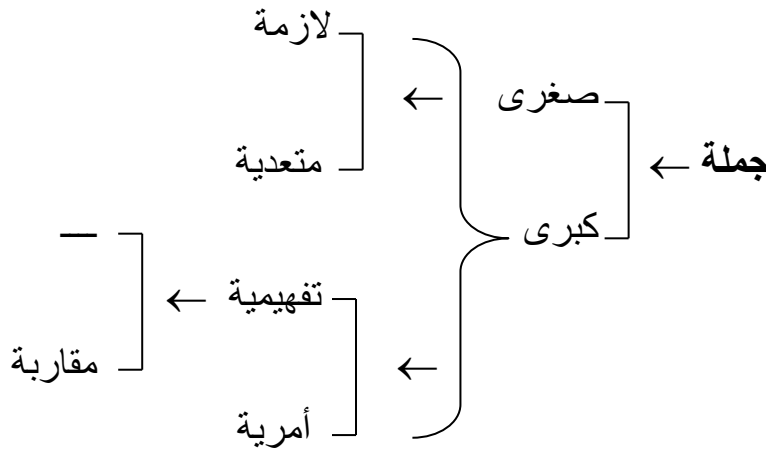 لازمة
صغرى
جملة
متعدية
كبرى
—
تفهيمية
مقاربة
أمرية